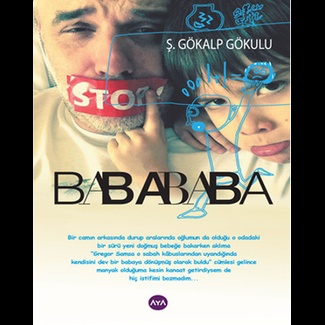 Ş. GÖKALP GÖKULU
STOP
BABABABA
Bir camın arkasında durup aralarında oğlumun da olduğu o odadaki
bir sürü yeni doğmuş bebeğe bakarken aklıma
"Gregor Samsa o sabah kâbuslarından uyandığında
kendisini dev bir babaya dönüşmüş olarak buldu" cümlesi gelince
manyak olduğuma kesin kanaat getirdiysem de
hiç istifimi bozmadım...
AYA